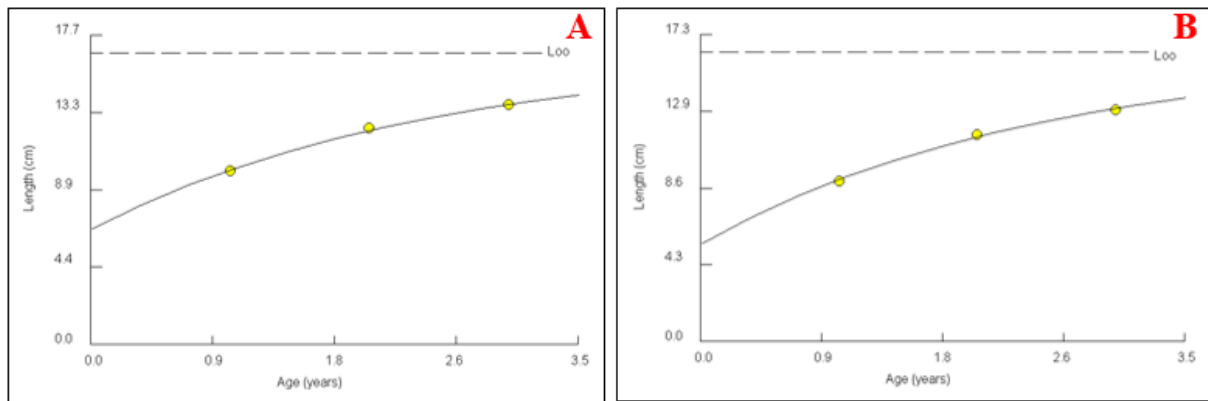 A
17.7
Loo
13.3
8.9
4.4
0.0
Length (cm)
0.0 0.9 1.8 2.6 3.5
Age (years)
B
17.3
Loo
12.9
8.6
4.3
0.0
Length (cm)
0.0 0.9 1.8 2.6 3.5
Age (years)